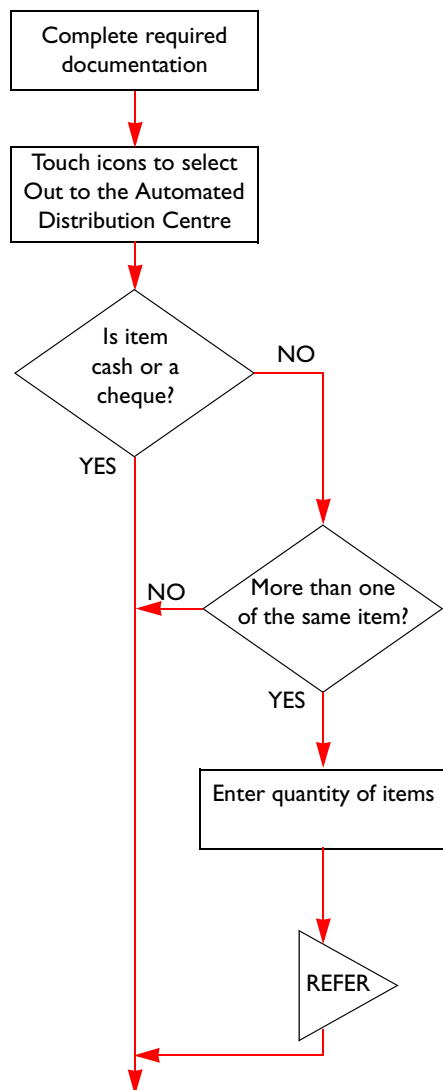 Complete required
documentation
Touch icons to select
Out to the Automated
Distribution Centre
Is item
cash or a
cheque?
NO
YES
More than one
of the same item?
NO
YES
Enter quantity of items
REFER